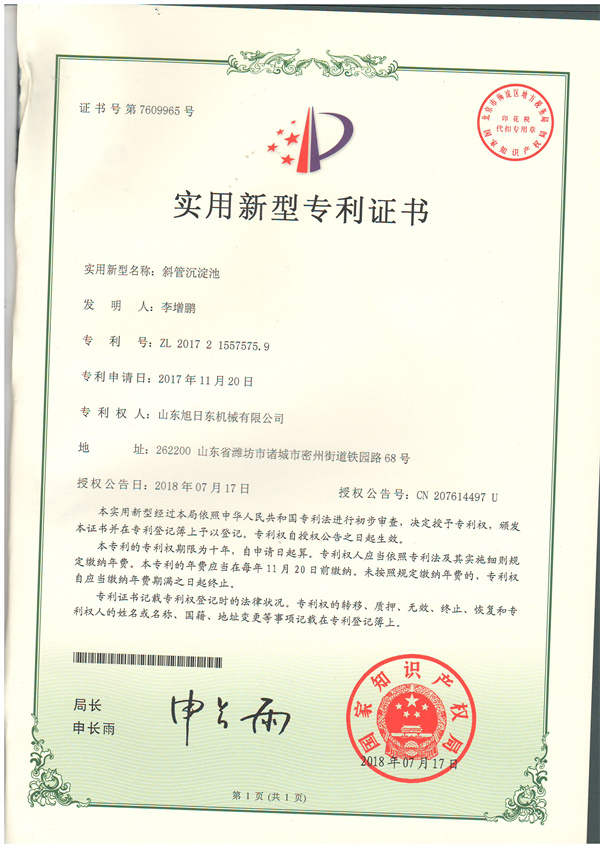 证书号第7609965号
北京市海淀区地方税务局
印花税
代扣专用章
国家知识产权局
实用新型专利证书
实用新型名称：斜管沉淀池
发明人：李增鹏
专利号：ZL 2017 2 1557575.9
专利申请日：2017年11月20日
专利权人：山东旭日东机械有限公司
地址：262200 山东省潍坊市诸城市密州街道铁园路68号
授权公告日：2018年07月17日
授权公告号：CN 207614497 U
本实用新型经过本局依照中华人民共和国专利法进行初步审查，决定授予专利权，颁发
本证书并在专利登记簿上予以登记。专利权自授权公告之日起生效。
本专利的专利权期限为十年，自申请日起算。专利权人应当依照专利法及其实施细则规
定缴纳年费。本专利的年费应当在每年11月20日前缴纳。未按照规定缴纳年费的，专利权
自应当缴纳年费期满之日起终止。
专利证书记载专利权登记时的法律状况。专利权的转移、质押、无效、终止、恢复和专
利权人的姓名或名称、国籍、地址变更等事项记载在专利登记簿上。
局长
申长雨
申长雨
国家知识产权局
2018年07月17日
第1页(共1页)